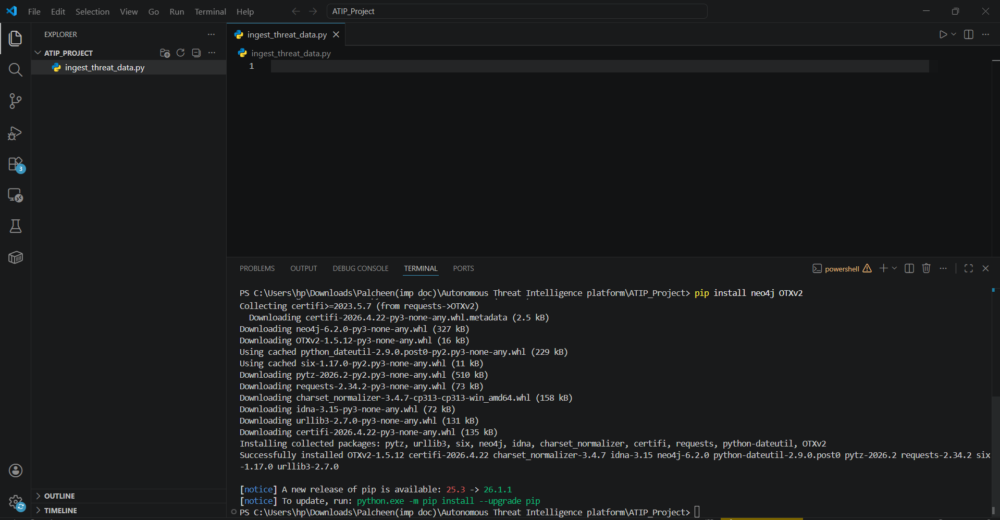 File Edit Selection View Go Run Terminal Help
ATIP_Project
EXPLORER
ATIP_PROJECT
ingest_threat_data.py
3
OUTLINE
TIMELINE
ingest_threat_data.py
ingest_threat_data.py
1
PROBLEMS OUTPUT DEBUG CONSOLE TERMINAL PORTS
powershell
PS C:\Users\hp\Downloads\Palcheen(imp doc)\Autonomous Threat Intelligence platform\ATIP_Project> pip install neo4j OTXv2
Collecting certifi>=2023.5.7 (from requests->OTXv2)
Downloading certifi-2026.4.22-py3-none-any.whl.metadata (2.5 kB)
Downloading neo4j-6.2.0-py3-none-any.whl (327 kB)
Downloading OTXv2-1.5.12-py3-none-any.whl (16 kB)
Using cached python_dateutil-2.9.0.post0-py2.py3-none-any.whl (229 kB)
Using cached six-1.17.0-py2.py3-none-any.whl (11 kB)
Downloading pytz-2026.2-py2.py3-none-any.whl (510 kB)
Downloading requests-2.34.2-py3-none-any.whl (73 kB)
Downloading charset_normalizer-3.4.7-cp313-cp313-win_amd64.whl (158 kB)
Downloading idna-3.15-py3-none-any.whl (72 kB)
Downloading urllib3-2.7.0-py3-none-any.whl (131 kB)
Downloading certifi-2026.4.22-py3-none-any.whl (135 kB)
Installing collected packages: pytz, urllib3, six, neo4j, idna, charset_normalizer, certifi, requests, python-dateutil, OTXv2
Successfully installed OTXv2-1.5.12 certifi-2026.4.22 charset_normalizer-3.4.7 idna-3.15 neo4j-6.2.0 python-dateutil-2.9.0.post0 pytz-2026.2 requests-2.34.2 six
-1.17.0 urllib3-2.7.0
[notice] A new release of pip is available: 25.3 -> 26.1.1
[notice] To update, run: python.exe -m pip install --upgrade pip
PS C:\Users\hp\Downloads\Palcheen(imp doc)\Autonomous Threat Intelligence platform\ATIP_Project>